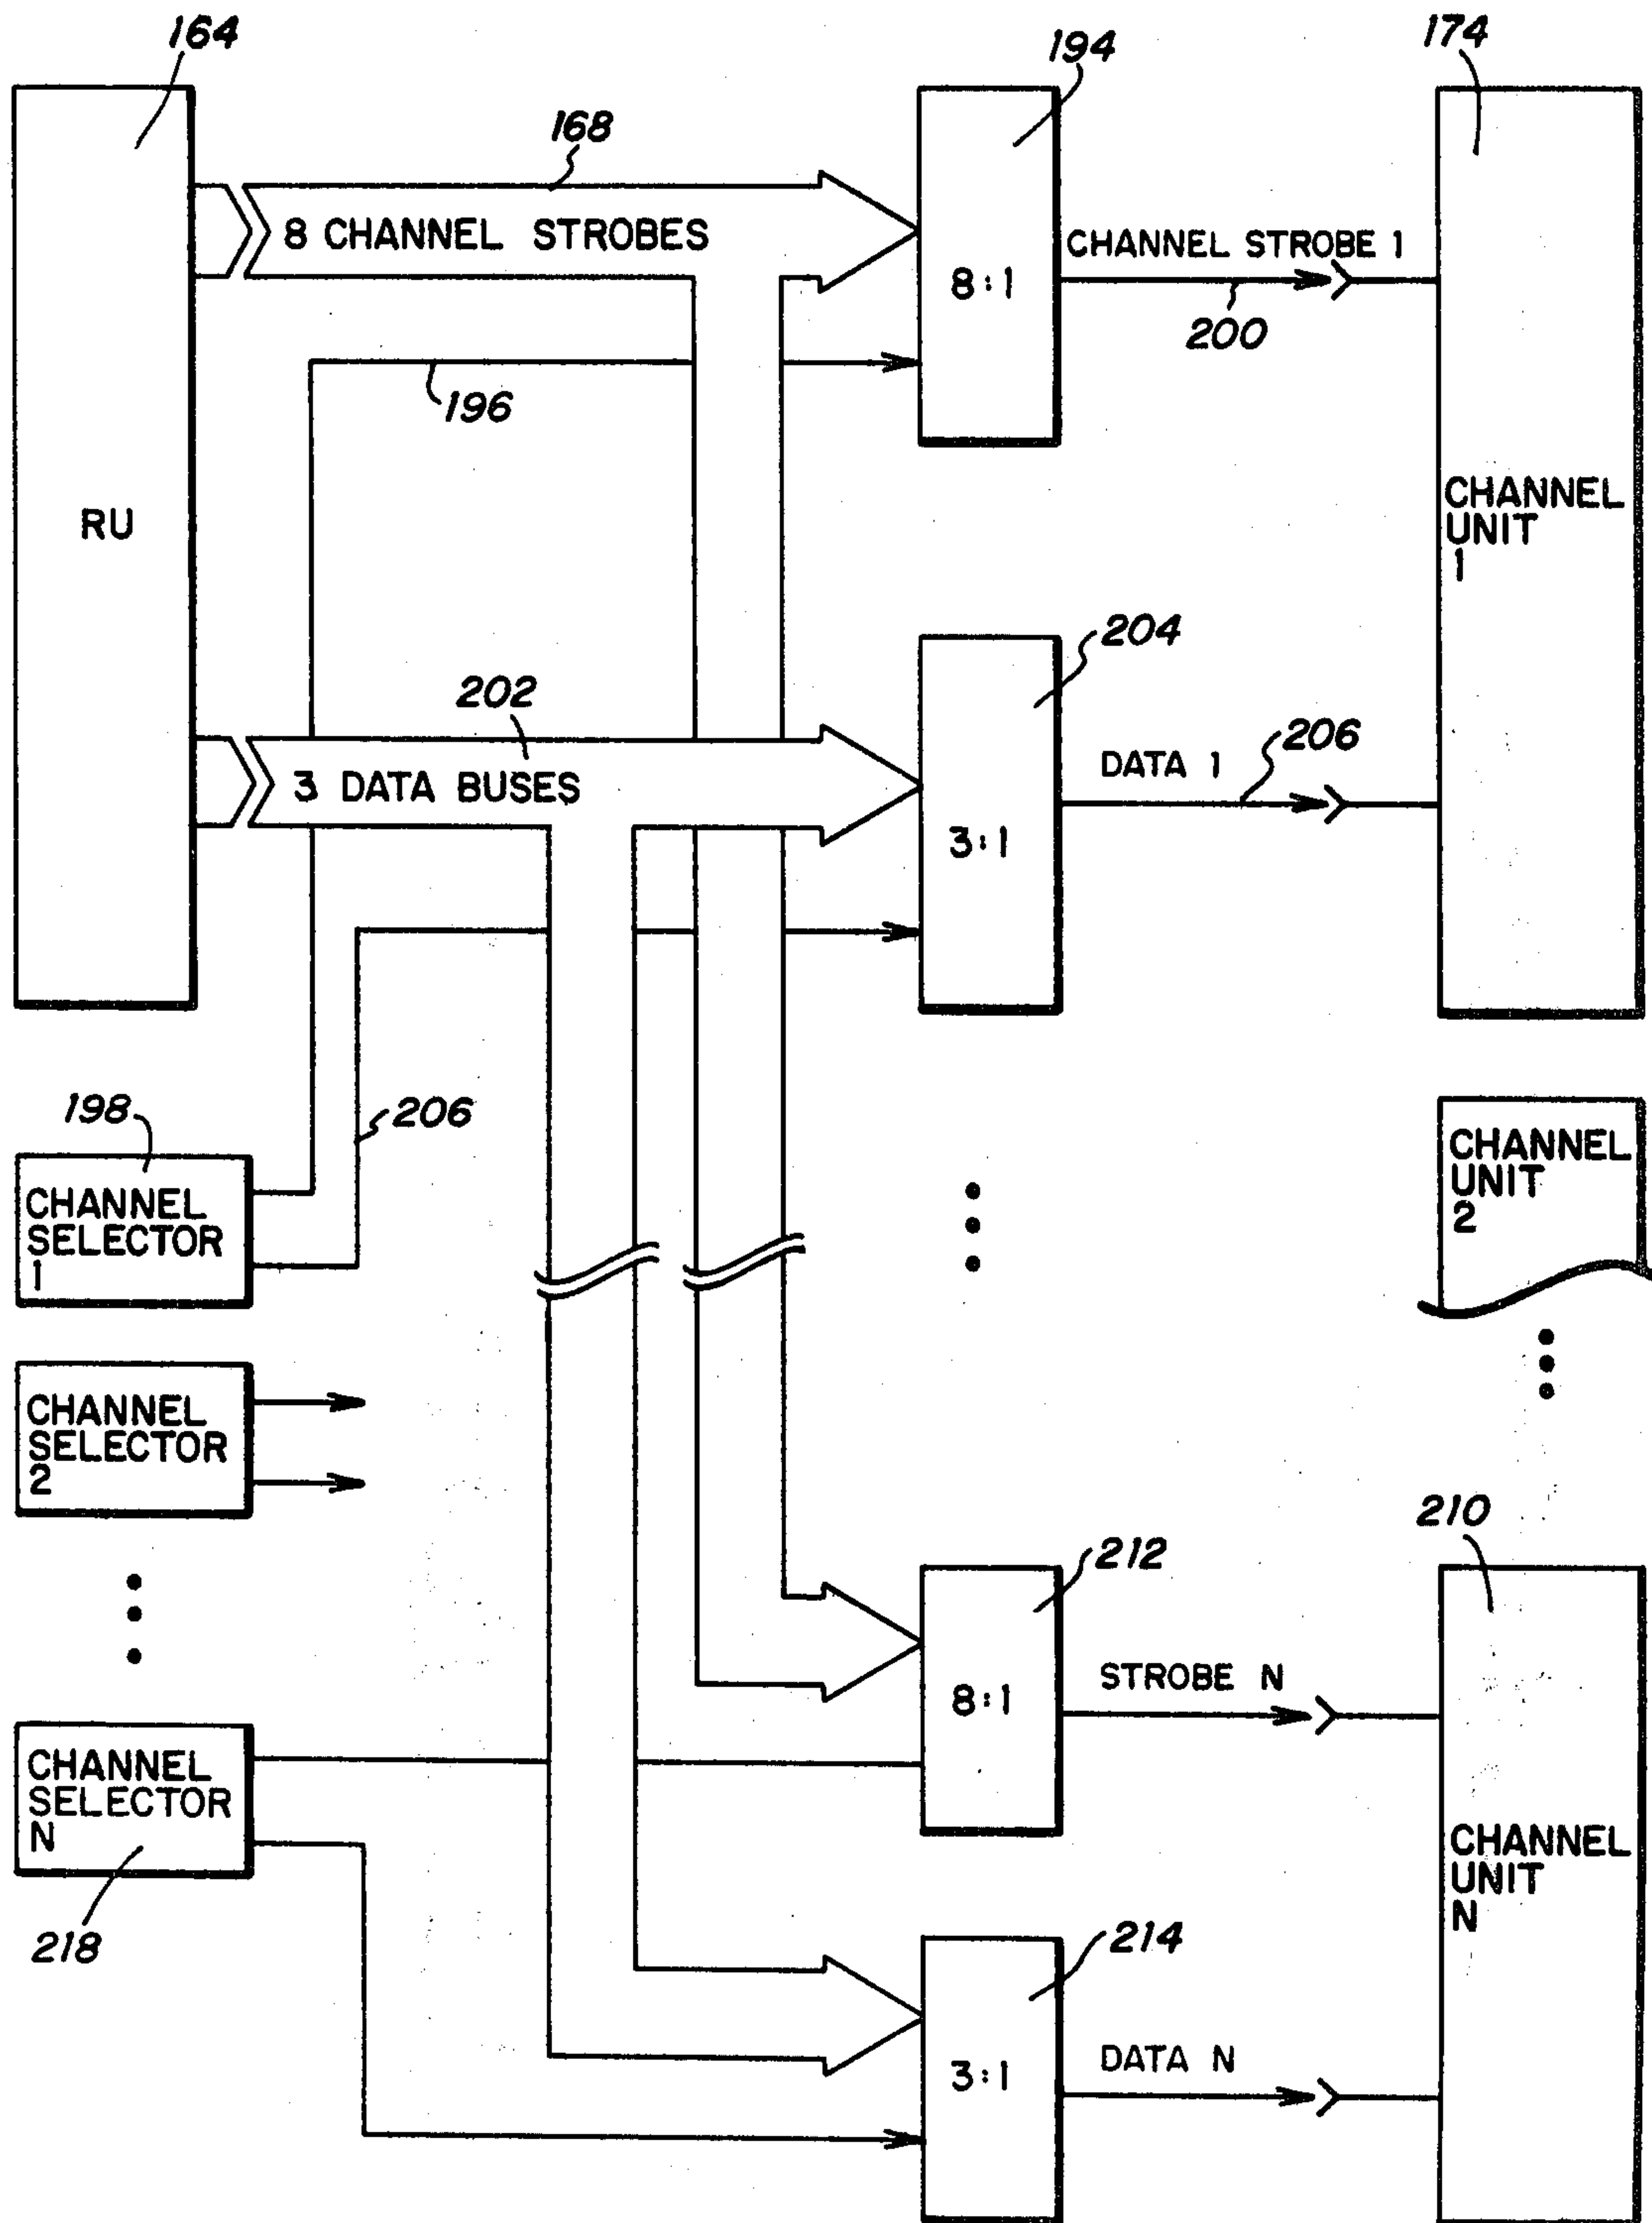 164
194
174
168
8 CHANNEL STROBES
CHANNEL STROBE 1
8:1
200
196
RU
CHANNEL
UNIT
1
204
202
206
DATA 1
3 DATA BUSES
3:1
198
206
CHANNEL
SELECTOR
1
CHANNEL
UNIT
2
CHANNEL
SELECTOR
2
210
212
STROBE N
8:1
CHANNEL
SELECTOR
N
CHANNEL
UNIT
N
218
214
DATA N
3:1